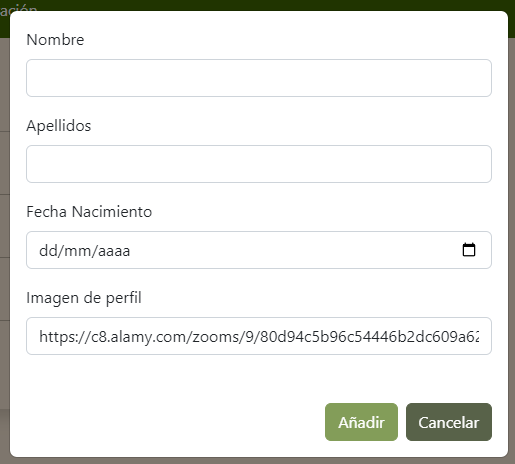 ación
Nombre
Apellidos
Fecha Nacimiento
dd/mm/aaaa
Imagen de perfil
https://c8.alamy.com/zooms/9/80d94c5b96c54446b2dc609a62
Añadir
Cancelar